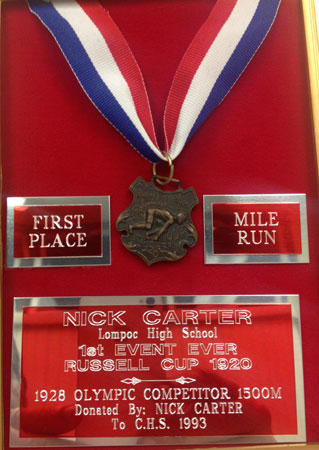 FIRST
PLACE
MILE
RUN
NICK CARTER
Lompoc High School
1st EVENT EVER
RUSSELL CUP 1920
1928 OLYMPIC COMPETITOR 1500M
Donated By: NICK CARTER
To C.H.S. 1993